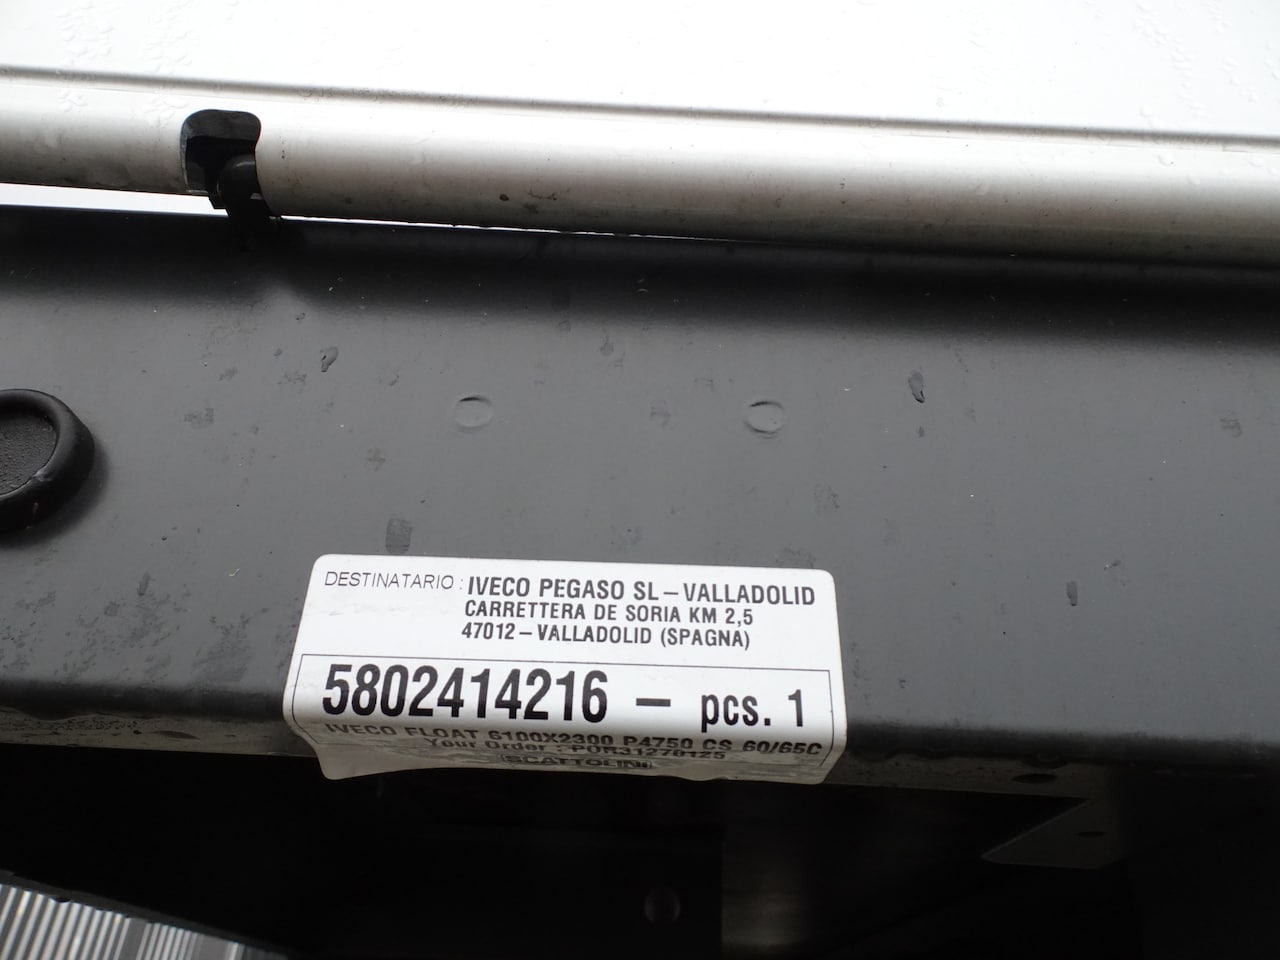 DESTINATARIO : IVECO PEGASO SL – VALLADOLID
CARRETTERA DE SORIA KM 2,5
47012 – VALLADOLID (SPAGNA)
5802414216 – pcs. 1
IVECO FLOAT 6100X2300 P4750 CS 60/65C
Your Order : POR31270125
SCATTOLINI